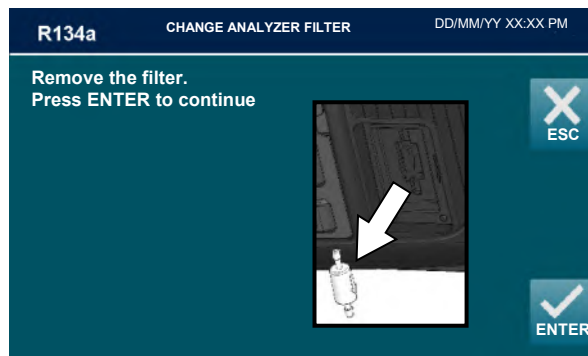 R134a CHANGE ANALYZER FILTER DD/MM/YY XX:XX PM
Remove the filter.
Press ENTER to continue
ESC
ENTER